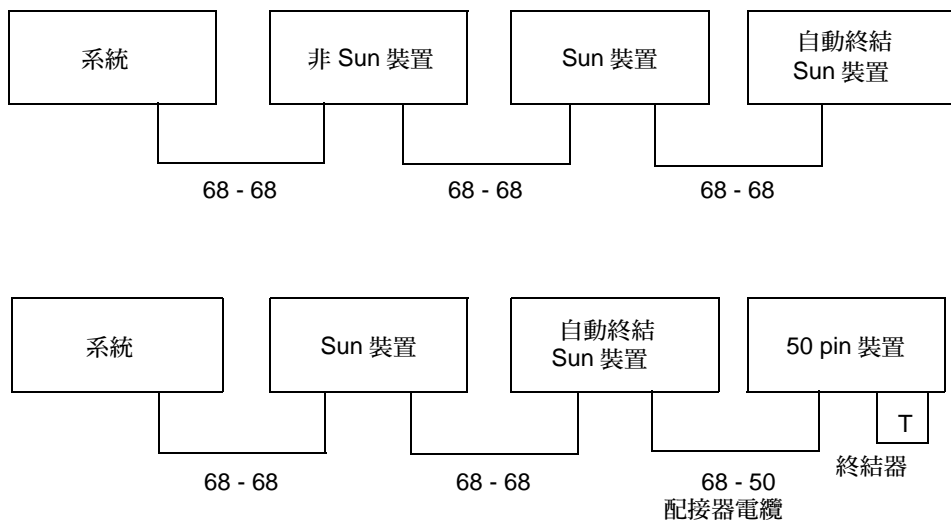 系統
非 Sun 裝置
Sun 裝置
自動終結
Sun 裝置
68 - 68
68 - 68
68 - 68
系統
Sun 裝置
自動終結
Sun 裝置
50 pin 裝置
T
終結器
68 - 68
68 - 68
68 - 50
配接器電纜